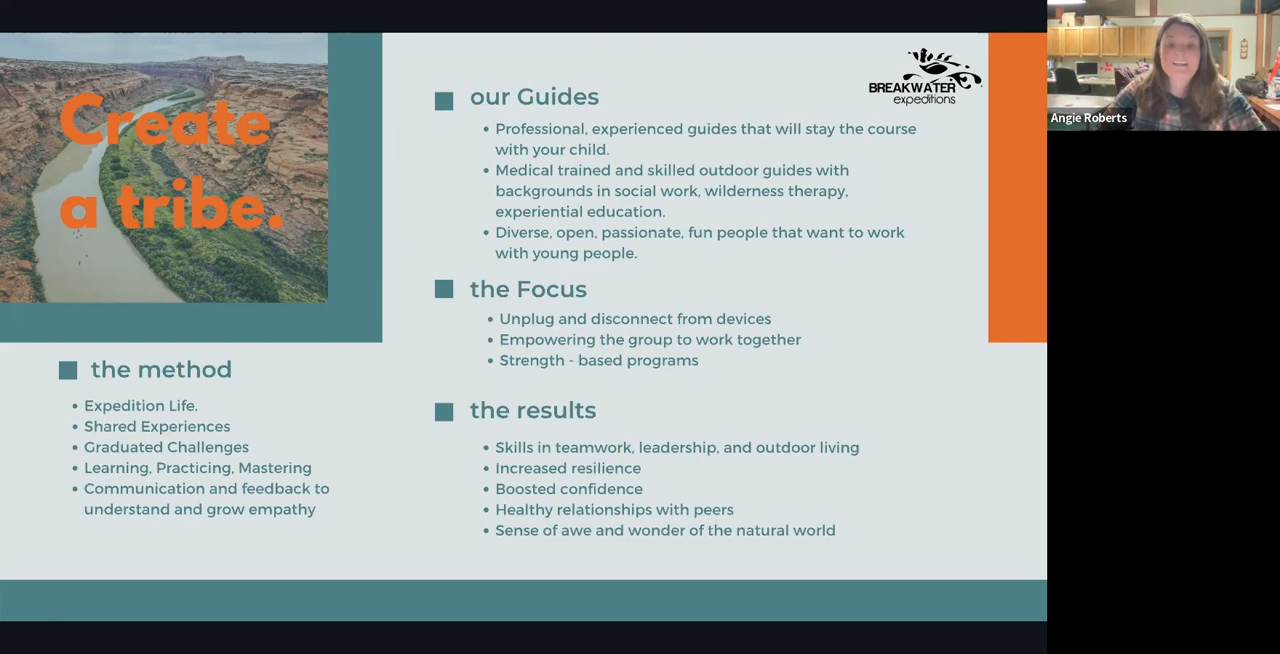 Create
a tribe.
the method
Expedition Life.
Shared Experiences
Graduated Challenges
Learning, Practicing, Mastering
Communication and feedback to
understand and grow empathy
BREAKWATER
expeditions
our Guides
Professional, experienced guides that will stay the course
with your child.
Medical trained and skilled outdoor guides with
backgrounds in social work, wilderness therapy,
experiential education.
Diverse, open, passionate, fun people that want to work
with young people.
the Focus
Unplug and disconnect from devices
Empowering the group to work together
Strength - based programs
the results
Skills in teamwork, leadership, and outdoor living
Increased resilience
Boosted confidence
Healthy relationships with peers
Sense of awe and wonder of the natural world
Angie Roberts